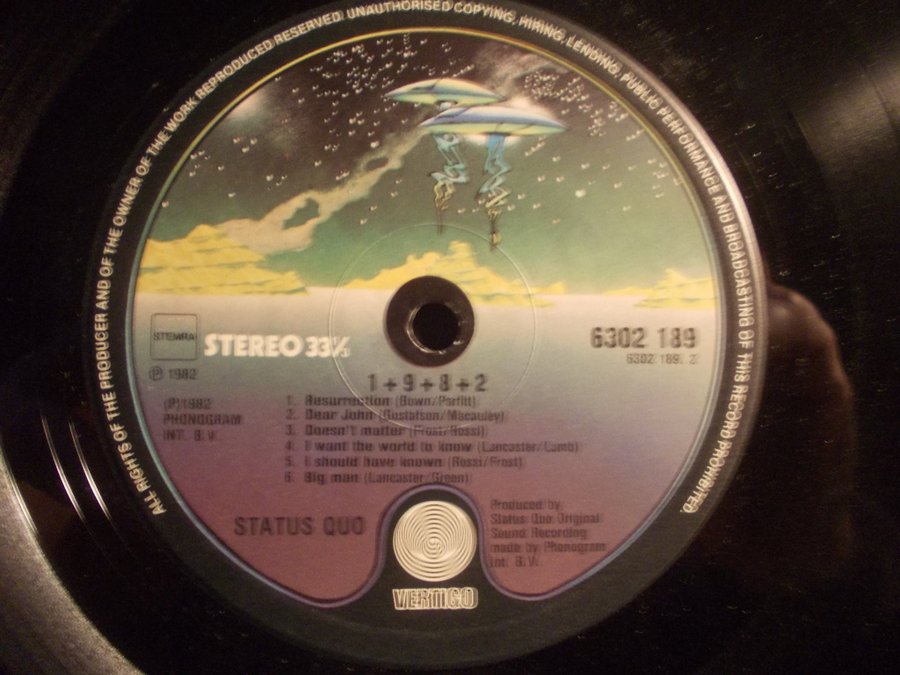 ALL RIGHTS OF THE PRODUCER AND OF THE OWNER OF THE WORK REPRODUCED RESERVED. UNAUTHORISED COPYING, HIRING, LENDING, PUBLIC PERFORMANCE AND BROADCASTING OF THIS RECORD PROHIBITED.
STEMRA
STEREO 33⅓
6302 189
6302 189. 2
Ⓟ 1982
(P)1982
PHONOGRAM
INT. B.V.
1+9+8+2
1. Resurrection (Bown/Parfitt)
2. Dear John (Gustafson/Macauley)
3. Doesn't matter (Frost/Rossi)
4. I want the world to know (Lancaster/Lamb)
5. I should have known (Rossi/Frost)
6. Big man (Lancaster/Green)
STATUS QUO
Produced by
Status Quo Original
Sound Recording
made by Phonogram
Int. B.V.
VERTIGO